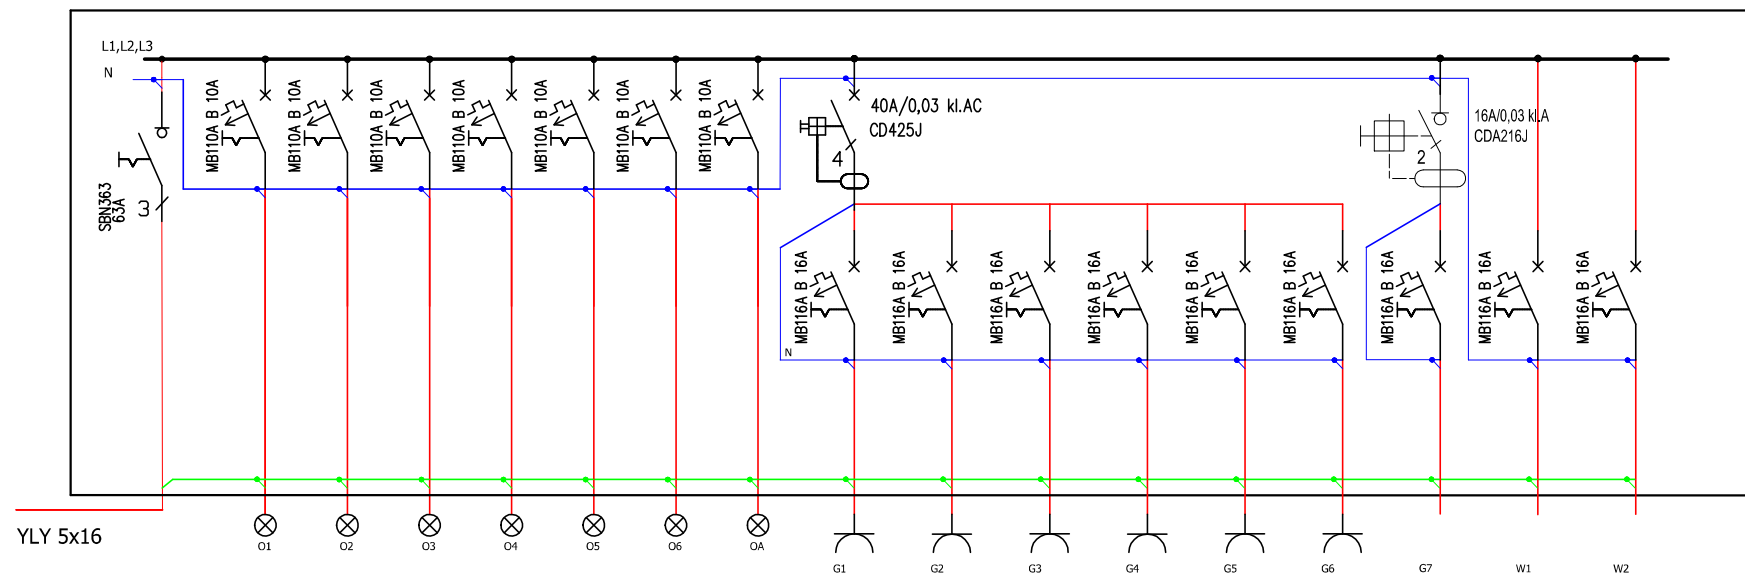 L1,L2,L3
N
SBN363
63A
3
MB110A B 10A
MB110A B 10A
MB110A B 10A
MB110A B 10A
MB110A B 10A
MB110A B 10A
MB110A B 10A
40A/0,03 kl.AC
CD425J
4
16A/0,03 kl.A
CDA216J
2
MB116A B 16A
MB116A B 16A
MB116A B 16A
MB116A B 16A
MB116A B 16A
MB116A B 16A
MB116A B 16A
MB116A B 16A
MB116A B 16A
N
YLY 5x16
O1
O2
O3
O4
O5
O6
OA
G1
G2
G3
G4
G5
G6
G7
W1
W2